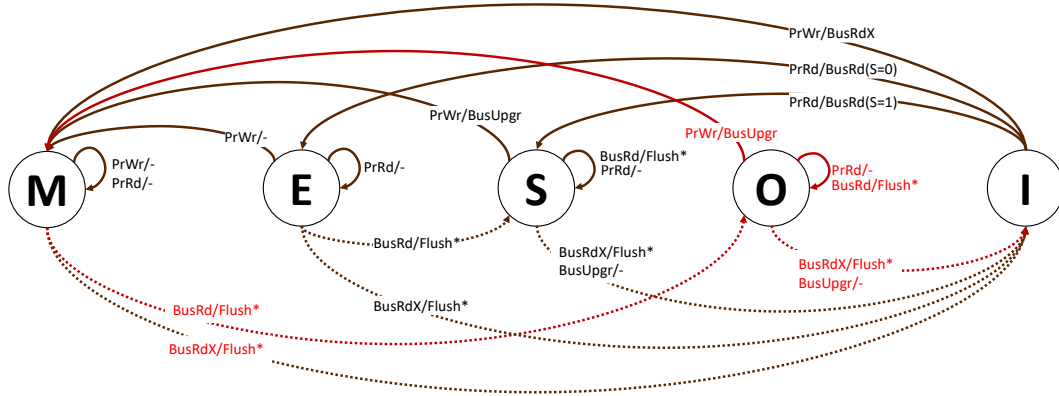 PrWr/BusRdX
PrRd/BusRd(S=0)
PrRd/BusRd(S=1)
PrWr/BusUpgr
PrWr/-
PrWr/BusUpgr
M
PrWr/-
PrRd/-
E
PrRd/-
S
BusRd/Flush*
PrRd/-
O
PrRd/-
BusRd/Flush*
I
BusRd/Flush*
BusRdX/Flush*
BusUpgr/-
BusRdX/Flush*
BusUpgr/-
BusRd/Flush*
BusRdX/Flush*
BusRdX/Flush*